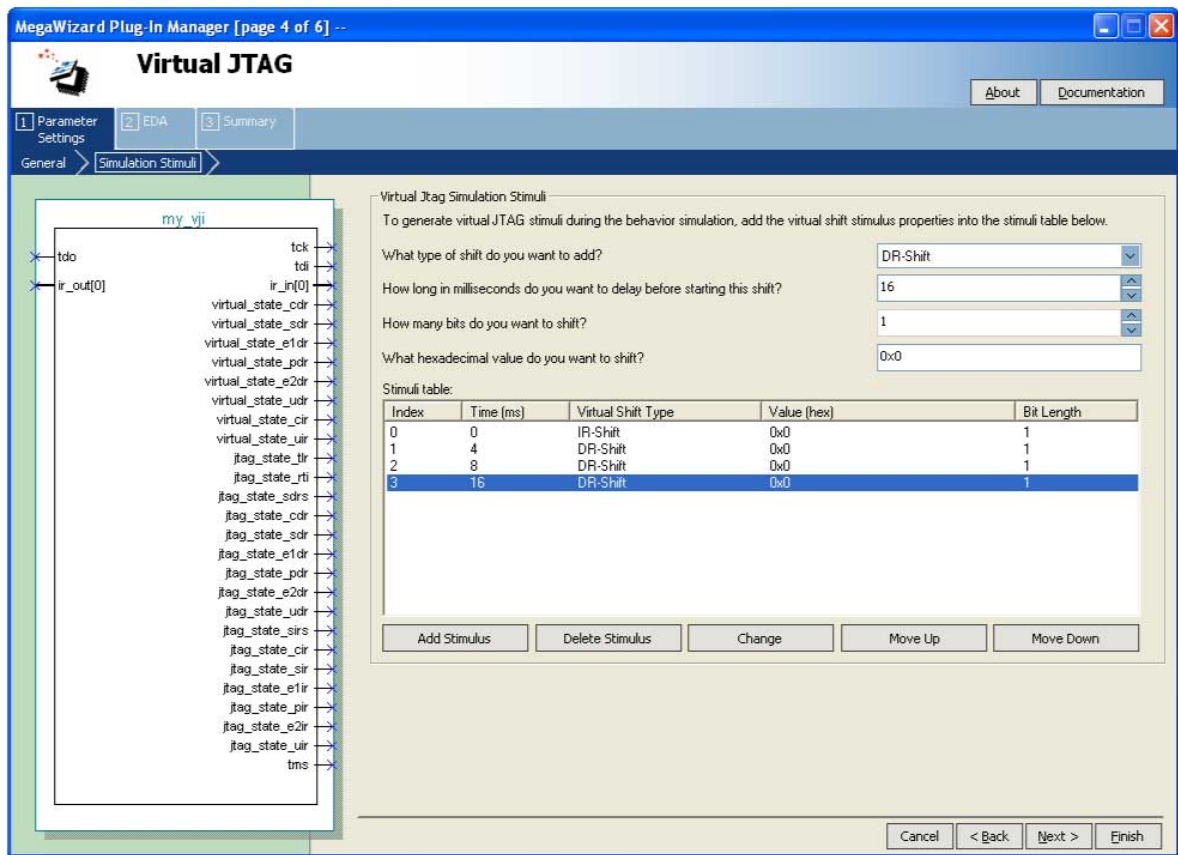 MegaWizard Plug-In Manager [page 4 of 6] --
Virtual JTAG
About
Documentation
1 Parameter Settings
2 EDA
3 Summary
General
Simulation Stimuli
my_vji
tdo
ir_out[0]
tck
tdi
ir_in[0]
virtual_state_cdr
virtual_state_sdr
virtual_state_e1dr
virtual_state_pdr
virtual_state_e2dr
virtual_state_udr
virtual_state_cir
virtual_state_uir
jtag_state_tlr
jtag_state_rti
jtag_state_sdrs
jtag_state_cdr
jtag_state_sdr
jtag_state_e1dr
jtag_state_pdr
jtag_state_e2dr
jtag_state_udr
jtag_state_sirs
jtag_state_cir
jtag_state_sir
jtag_state_e1ir
jtag_state_pir
jtag_state_e2ir
jtag_state_uir
tms
Virtual Jtag Simulation Stimuli
To generate virtual JTAG stimuli during the behavior simulation, add the virtual shift stimulus properties into the stimuli table below.
What type of shift do you want to add? DR-Shift
How long in milliseconds do you want to delay before starting this shift? 16
How many bits do you want to shift? 1
What hexadecimal value do you want to shift? 0x0
Stimuli table:
Index Time (ms) Virtual Shift Type Value (hex) Bit Length
0 0 IR-Shift 0x0 1
1 4 DR-Shift 0x0 1
2 8 DR-Shift 0x0 1
3 16 DR-Shift 0x0 1
Add Stimulus Delete Stimulus Change Move Up Move Down
Cancel < Back Next > Finish